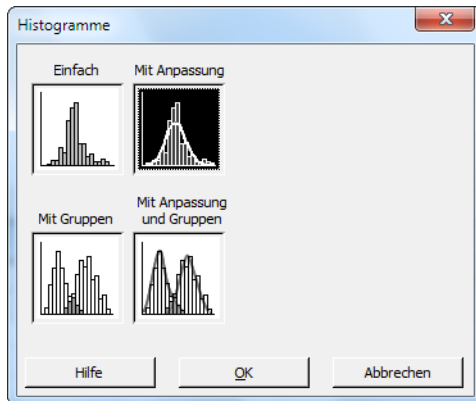 Histogramme
Einfach
Mit Anpassung
Mit Gruppen
Mit Anpassung
und Gruppen
Hilfe
OK
Abbrechen